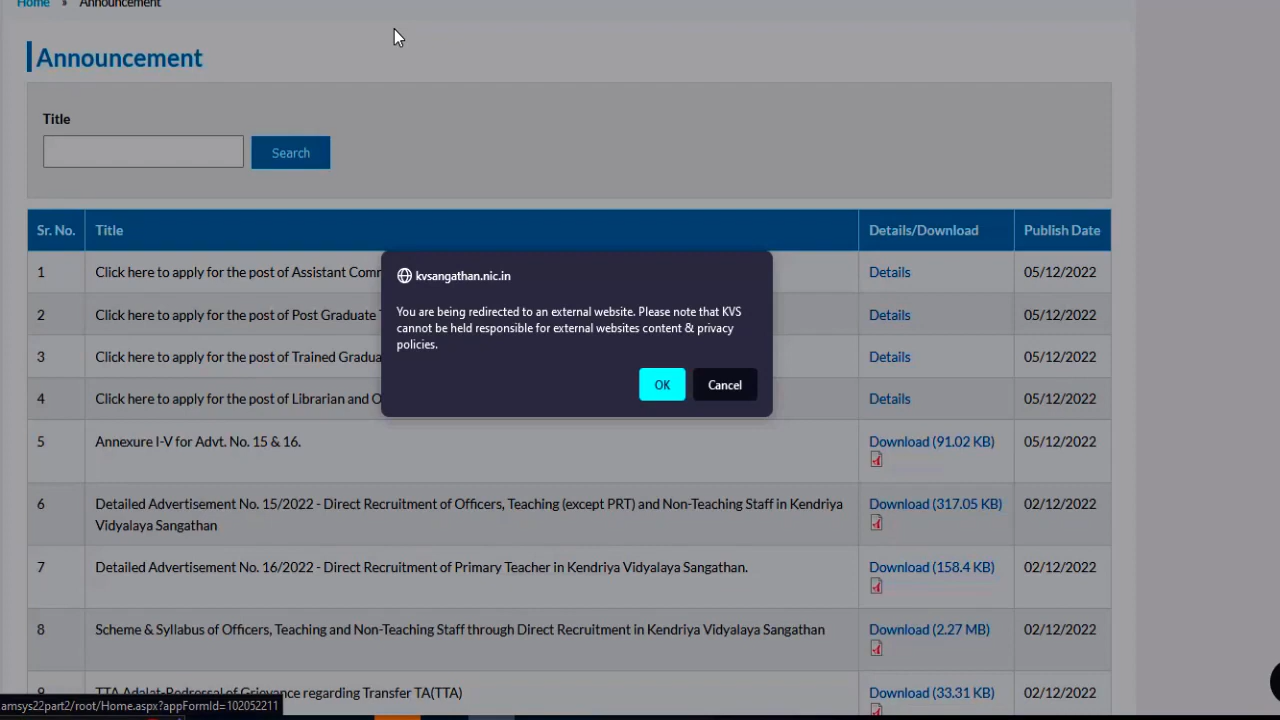 Home » Announcement
Announcement
Title
Search
Sr. No. Title Details/Download Publish Date
1 Click here to apply for the post of Assistant Details 05/12/2022
2 Click here to apply for the post of Post Graduate Details 05/12/2022
3 Click here to apply for the post of Trained Details 05/12/2022
4 Click here to apply for the post of Librarian and Details 05/12/2022
kvsangathan.nic.in
You are being redirected to an external website. Please note that KVS
cannot be held responsible for external websites content & privacy
policies.
OK Cancel
5 Annexure I-V for Advt. No. 15 & 16. Download (91.02 KB) 05/12/2022
6 Detailed Advertisement No. 15/2022 - Direct Recruitment of Officers, Teaching (except PRT) and Non-Teaching Staff in Kendriya Download (317.05 KB) 02/12/2022
Vidyalaya Sangathan
7 Detailed Advertisement No. 16/2022 - Direct Recruitment of Primary Teacher in Kendriya Vidyalaya Sangathan. Download (158.4 KB) 02/12/2022
8 Scheme & Syllabus of Officers, Teaching and Non-Teaching Staff through Direct Recruitment in Kendriya Vidyalaya Sangathan Download (2.27 MB) 02/12/2022
9 TTA Adalat-Redressal of Grievance regarding Transfer TA(TTA) Download (33.31 KB) 02/12/2022
amsys22part2/root/Home.aspx?appFormId=102052211